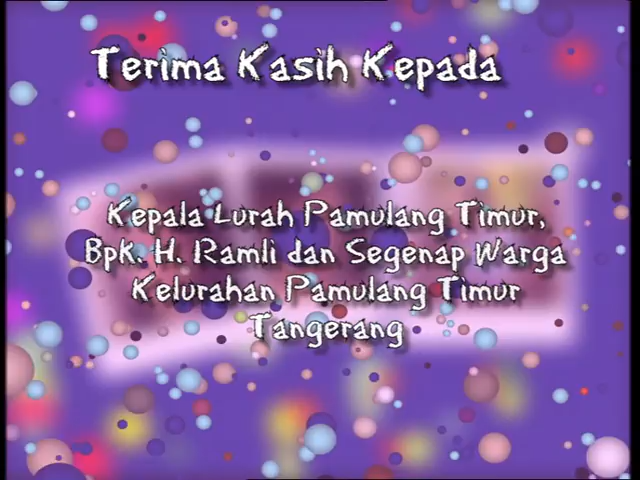 Terima Kasih Kepada
Kepala Lurah Pamulang Timur,
Bpk. H. Ramli dan Segenap Warga
Kelurahan Pamulang Timur
Tangerang